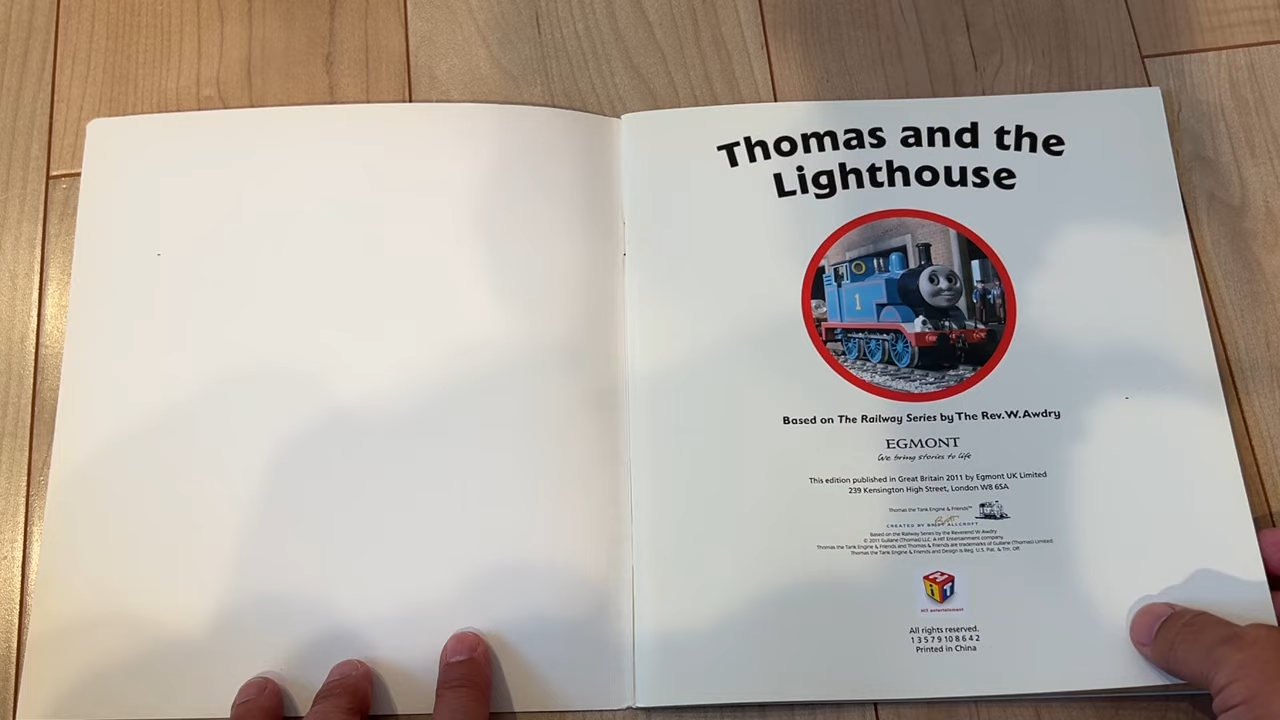 Thomas and the
Lighthouse
1
Based on The Railway Series by The Rev. W. Awdry
EGMONT
We bring stories to life
This edition published in Great Britain 2011 by Egmont UK Limited
239 Kensington High Street, London W8 6SA
Thomas the Tank Engine & Friends™
CREATED BY BRITT ALLCROFT
Based on the Railway Series by the Reverend W Awdry
© 2011 Gullane (Thomas) LLC. A HIT Entertainment company.
Thomas the Tank Engine & Friends and Thomas & Friends are trademarks of Gullane (Thomas) Limited.
Thomas the Tank Engine & Friends and Design is Reg. U.S. Pat. & Tm. Off.
HiT
HiT entertainment
All rights reserved.
1 3 5 7 9 10 8 6 4 2
Printed in China